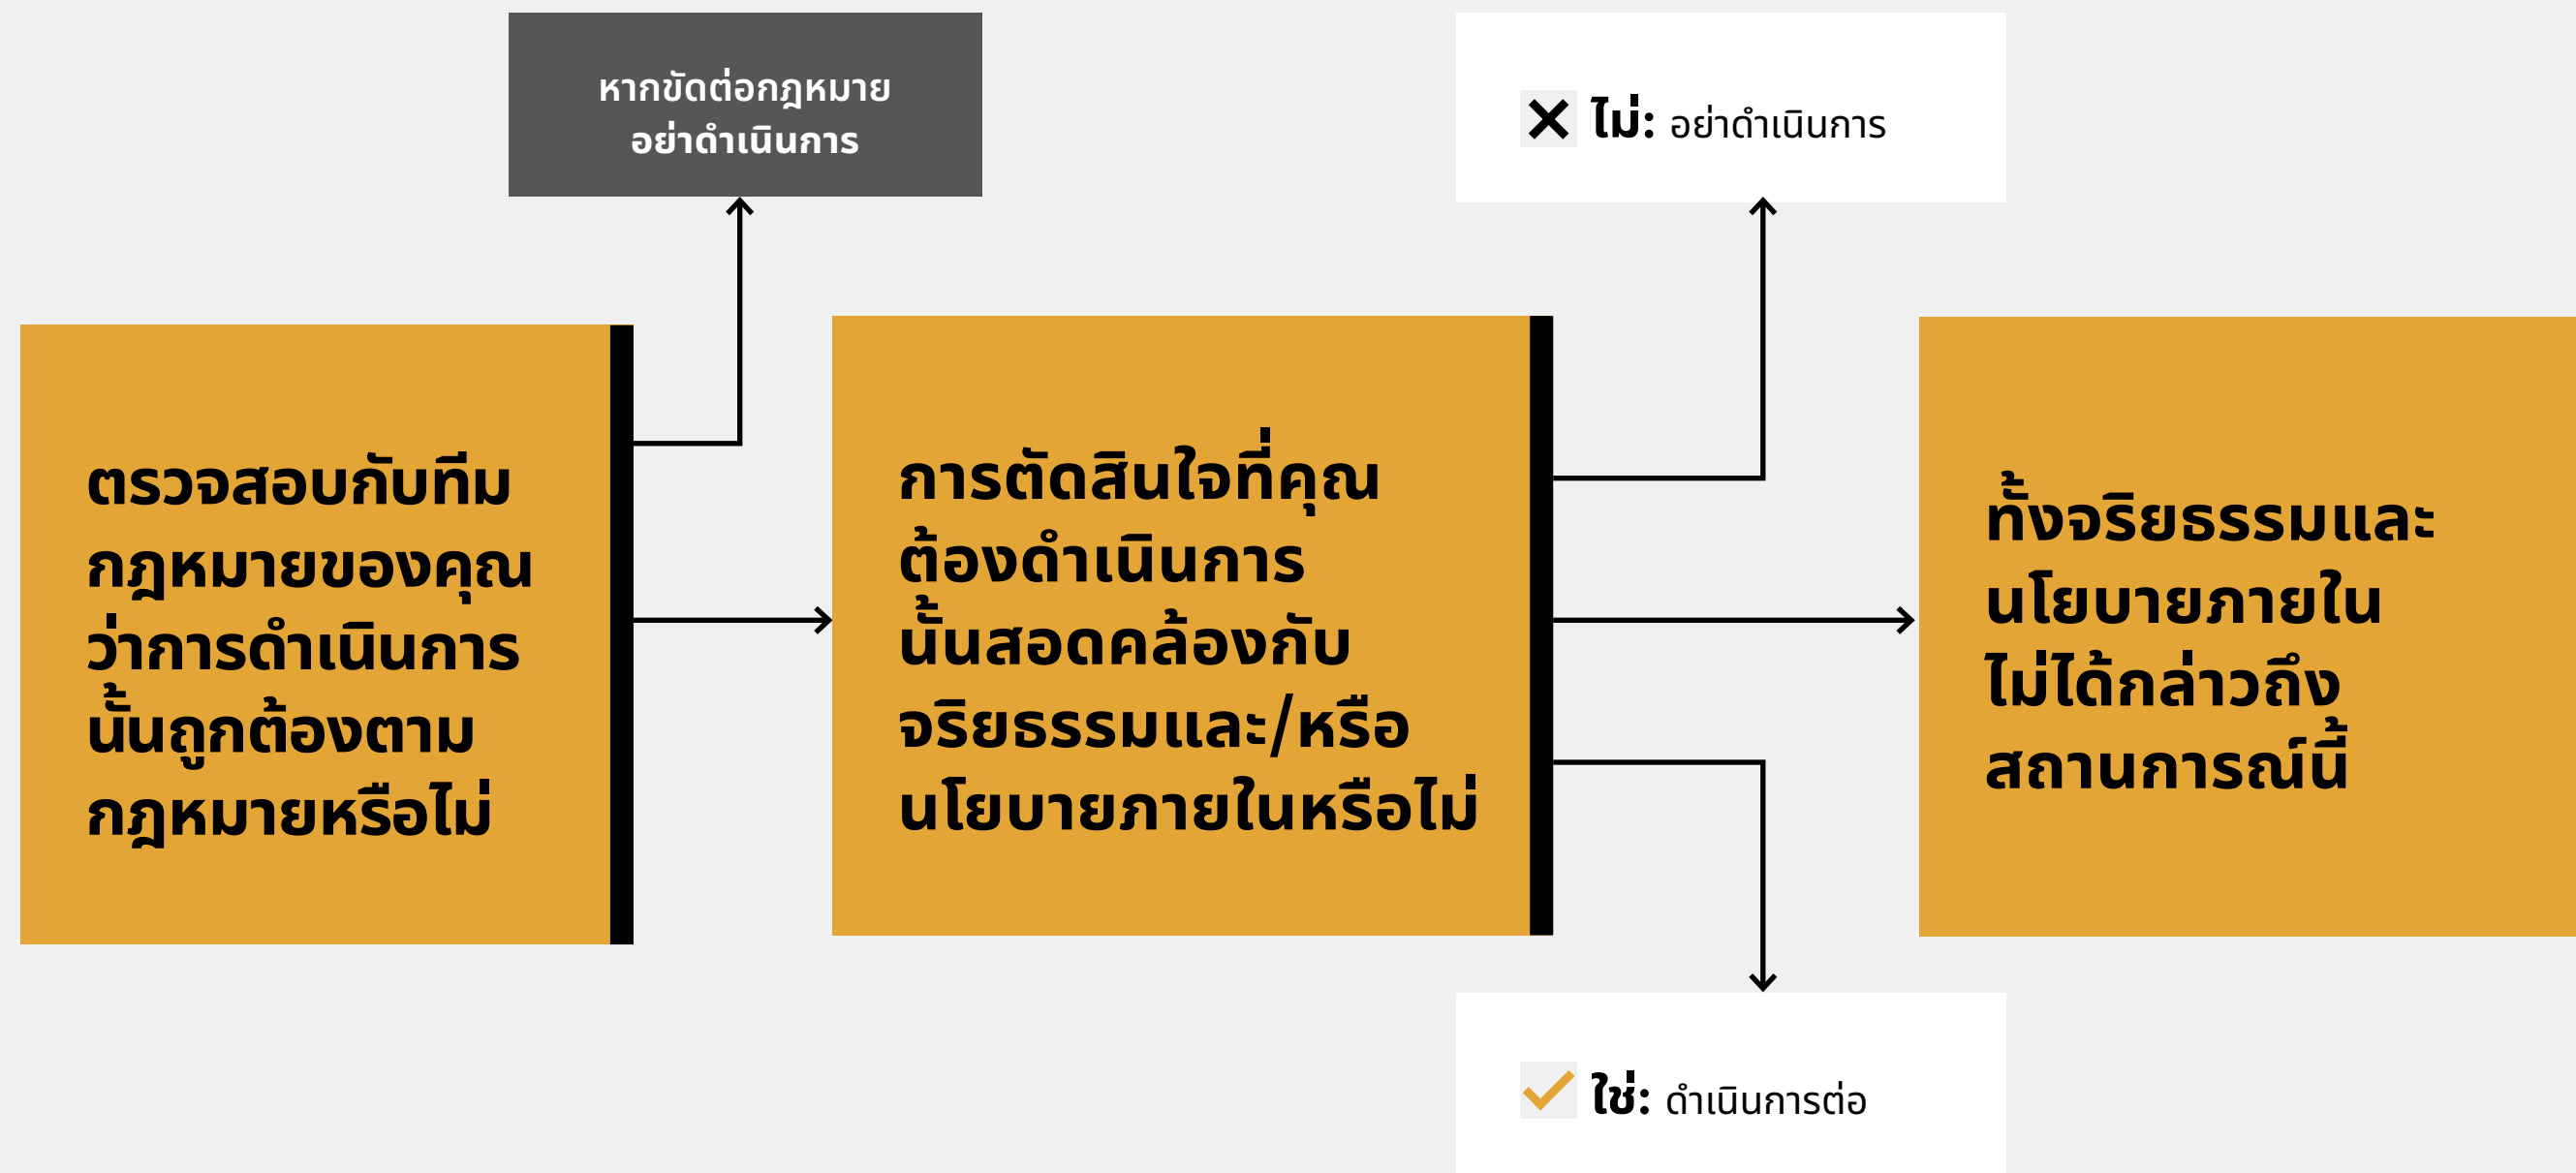 หากขัดต่อกฎหมาย
อย่าดำเนินการ
ไม่: อย่าดำเนินการ
ตรวจสอบกับทีม
กฎหมายของคุณ
ว่าการดำเนินการ
นั้นถูกต้องตาม
กฎหมายหรือไม่
การตัดสินใจที่คุณ
ต้องดำเนินการ
นั้นสอดคล้องกับ
จริยธรรมและ/หรือ
นโยบายภายในหรือไม่
ทั้งจริยธรรมและ
นโยบายภายใน
ไม่ได้กล่าวถึง
สถานการณ์นี้
ใช่: ดำเนินการต่อ